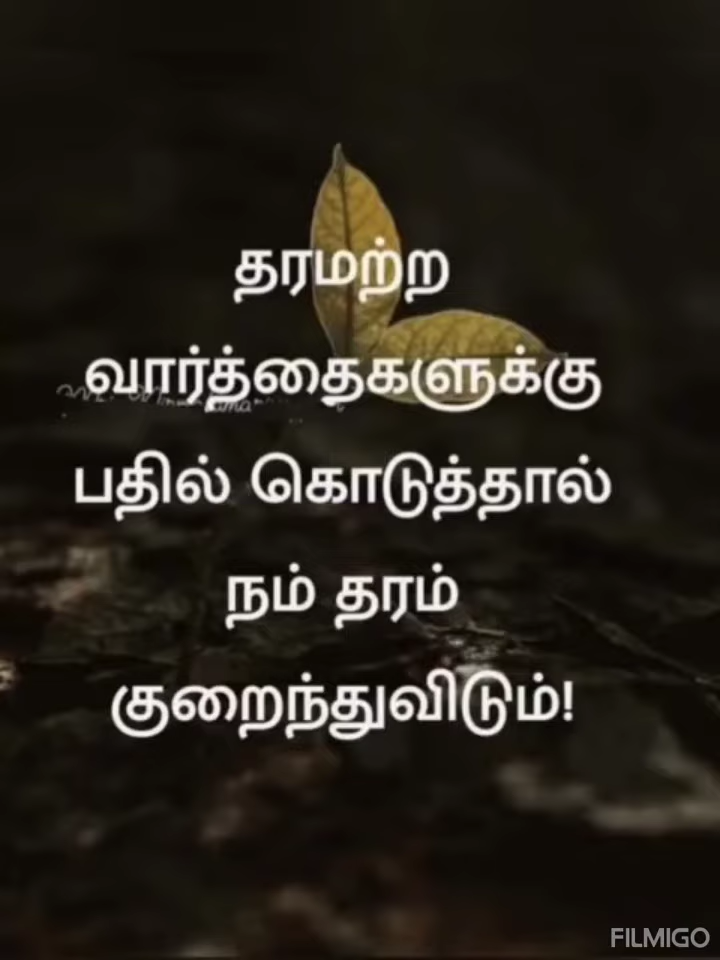 தரமற்ற
வார்த்தைகளுக்கு
பதில் கொடுத்தால்
நம் தரம்
குறைந்துவிடும்!
FILMIGO